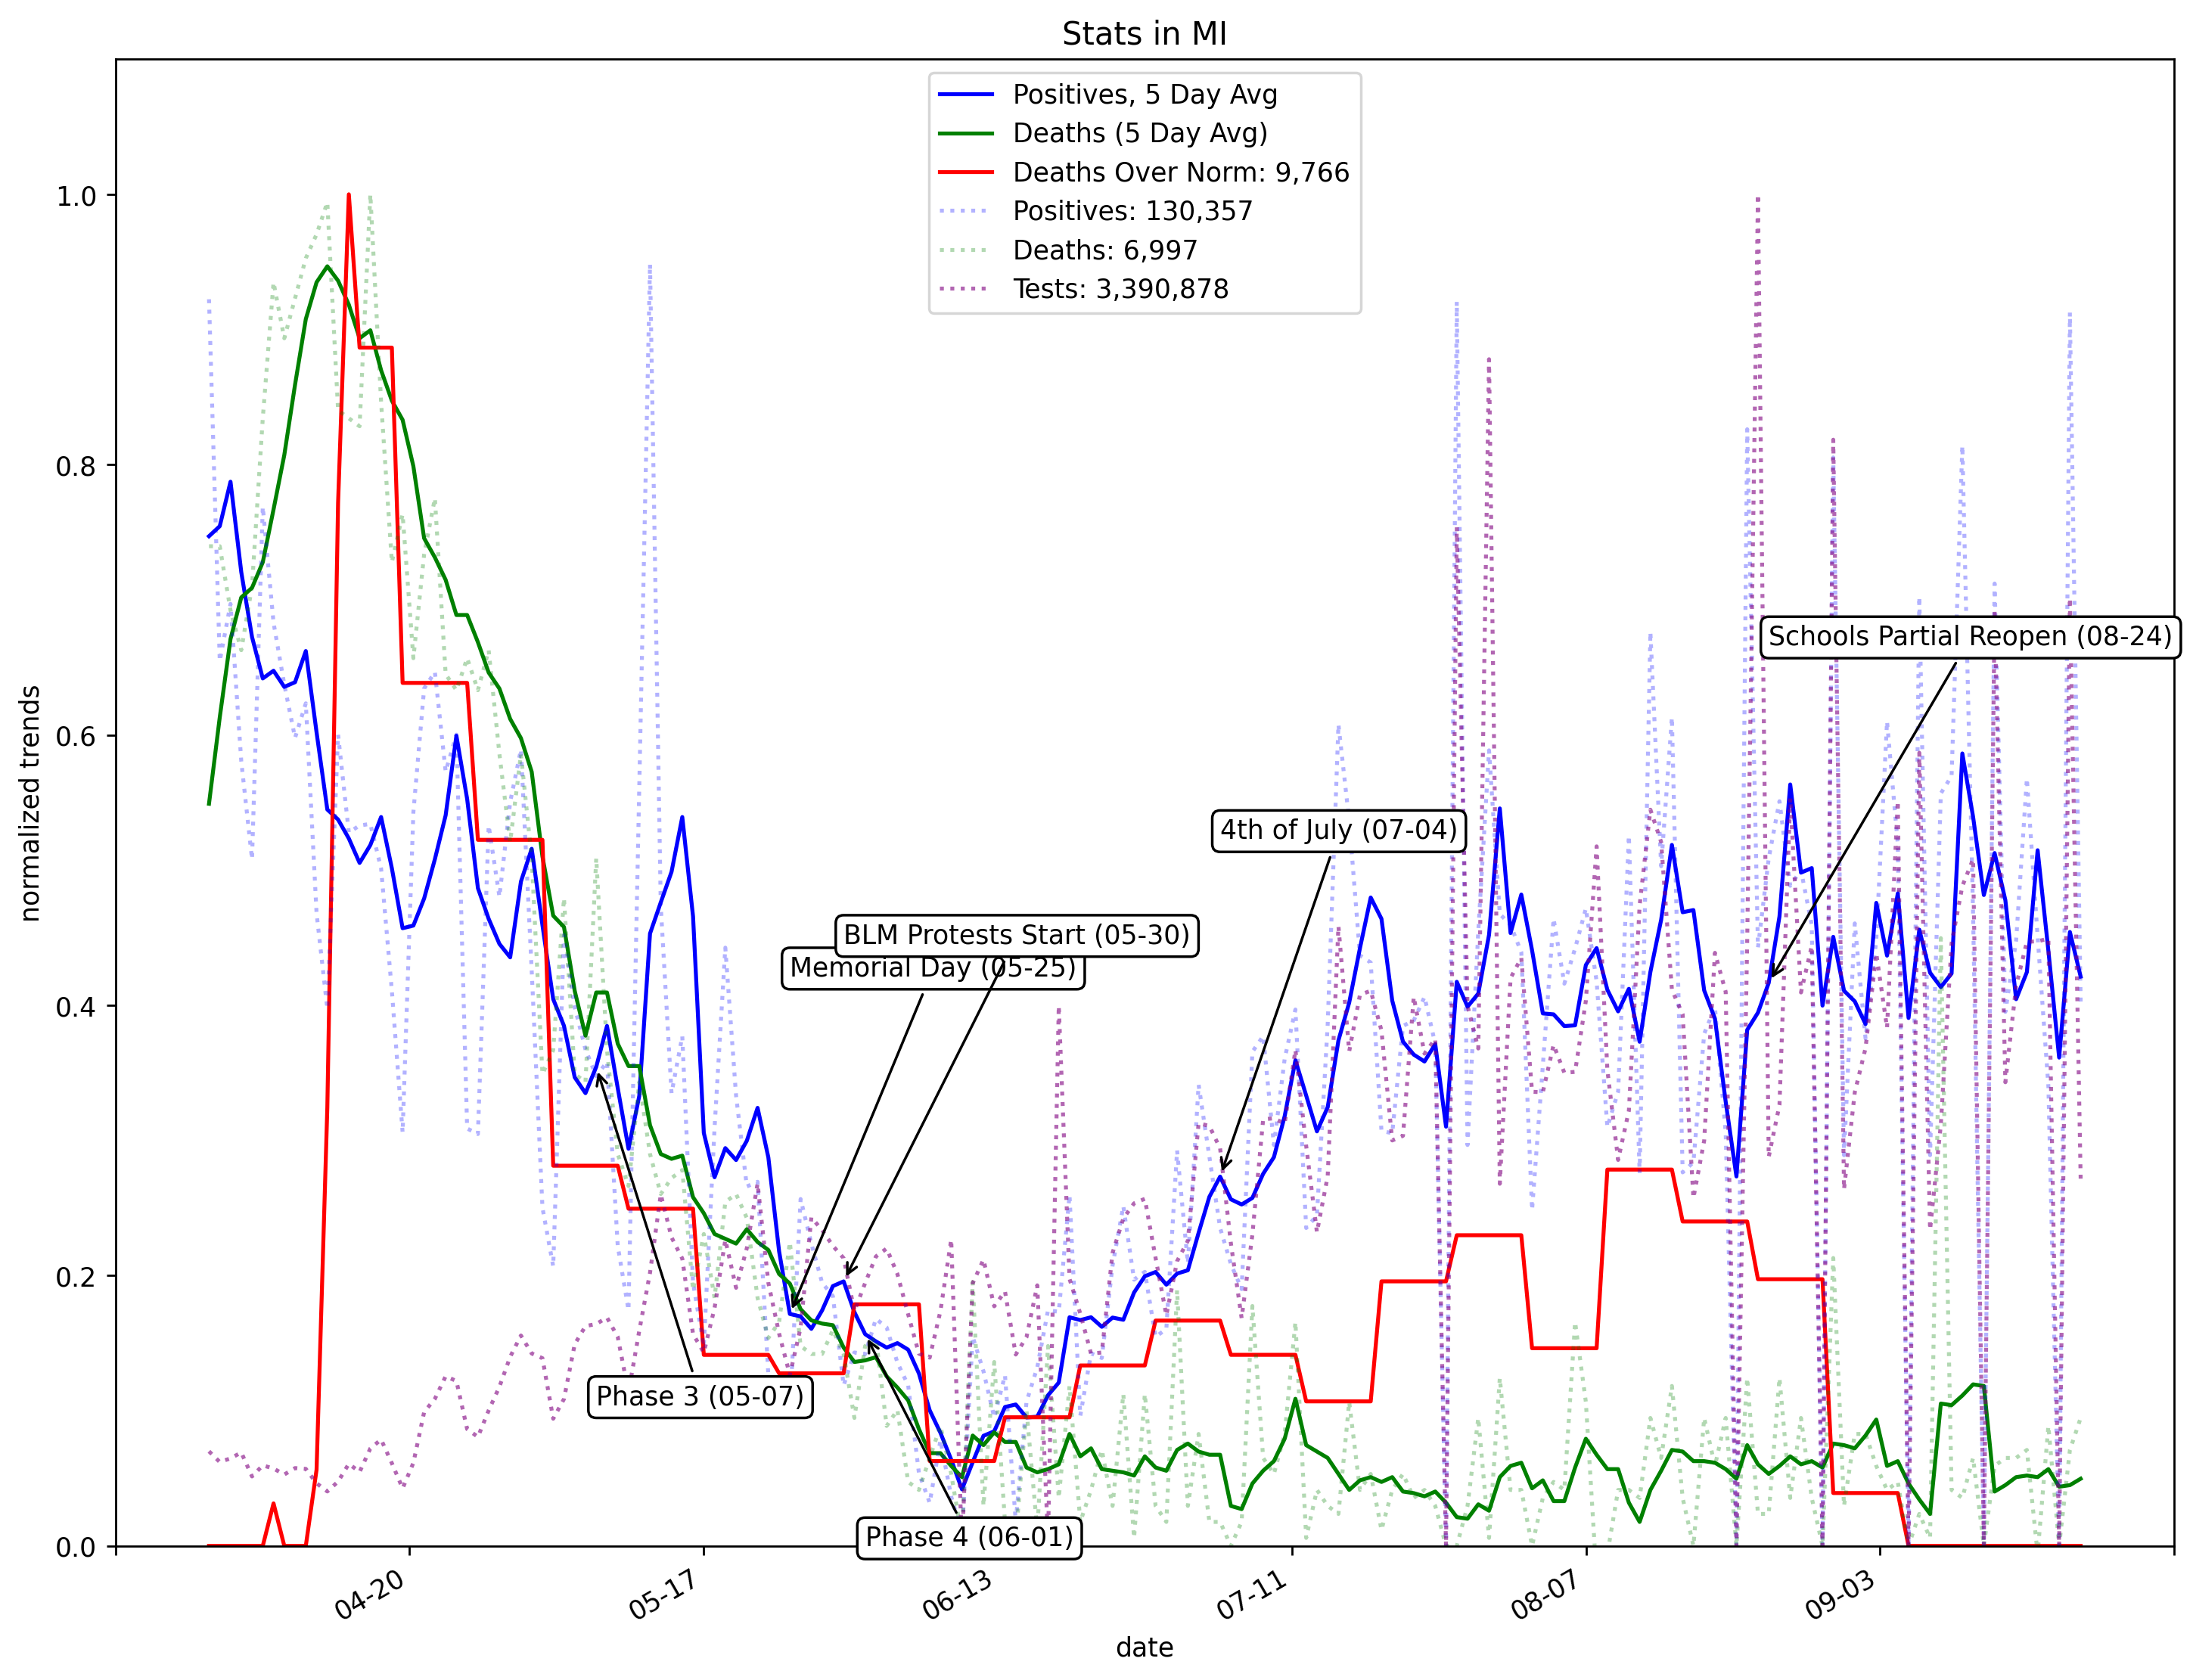 Stats in MI
Positives, 5 Day Avg
Deaths (5 Day Avg)
Deaths Over Norm: 9,766
Positives: 130,357
Deaths: 6,997
Tests: 3,390,878
1.0
0.8
0.6
0.4
0.2
0.0
normalized trends
Schools Partial Reopen (08-24)
4th of July (07-04)
BLM Protests Start (05-30)
Memorial Day (05-25)
Phase 3 (05-07)
Phase 4 (06-01)
04-20
05-17
06-13
07-11
08-07
09-03
date